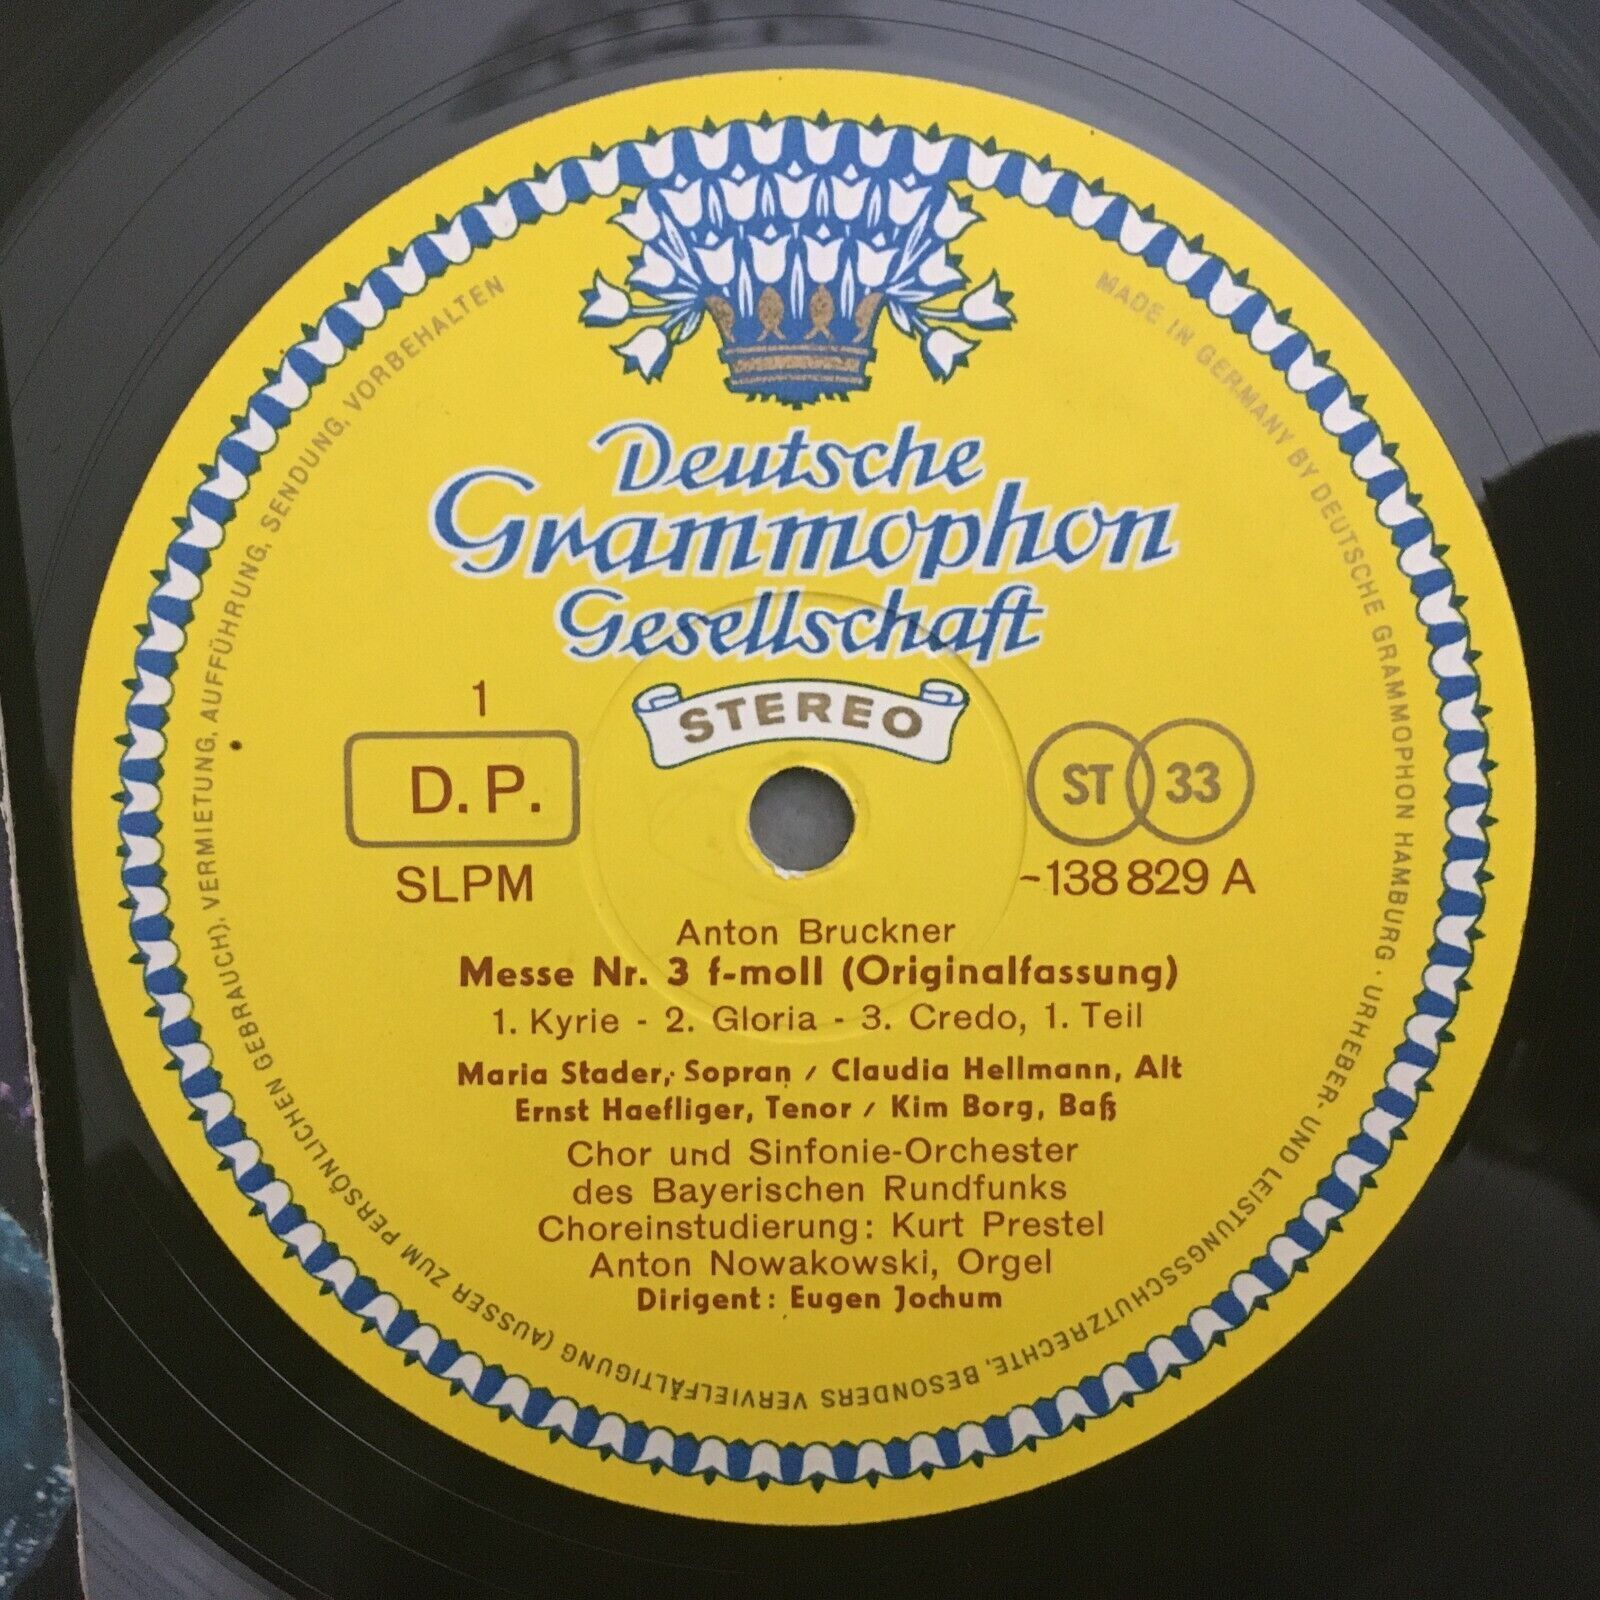 Deutsche
Grammophon
Gesellschaft
STEREO
1
D. P.
SLPM
ST 33
-138 829 A
Anton Bruckner
Messe Nr. 3 f-moll (Originalfassung)
1. Kyrie - 2. Gloria - 3. Credo, 1. Teil
Maria Stader, Sopran / Claudia Hellmann, Alt
Ernst Haefliger, Tenor / Kim Borg, Baß
Chor und Sinfonie-Orchester
des Bayerischen Rundfunks
Choreinstudierung: Kurt Prestel
Anton Nowakowski, Orgel
Dirigent: Eugen Jochum
MADE IN GERMANY BY DEUTSCHE GRAMMOPHON HAMBURG · URHEBER- UND LEISTUNGSSCHUTZRECHTE, BESONDERS VERVIELFÄLTIGUNG (AUSSER ZUM PERSÖNLICHEN GEBRAUCH), VERMIETUNG, AUFFÜHRUNG, SENDUNG, VORBEHALTEN